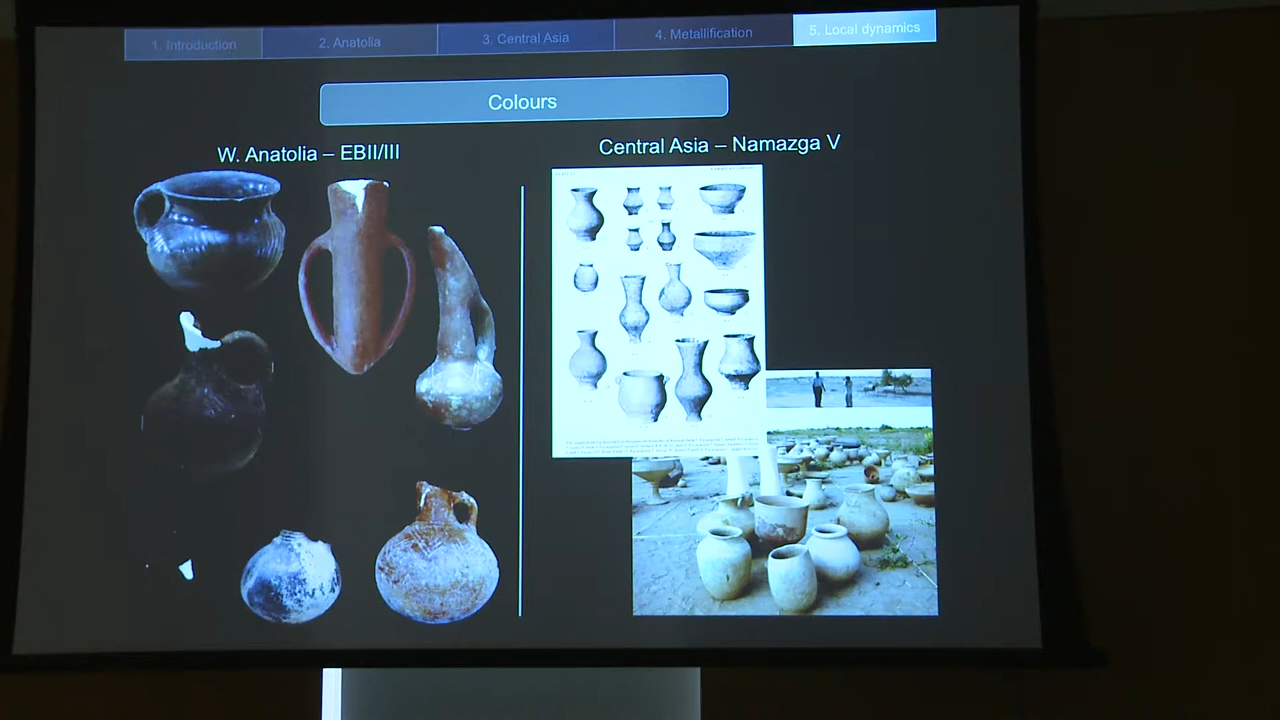 1. Introduction
2. Anatolia
3. Central Asia
4. Metallification
5. Local dynamics
Colours
W. Anatolia – EBII/III
Central Asia – Namazga V